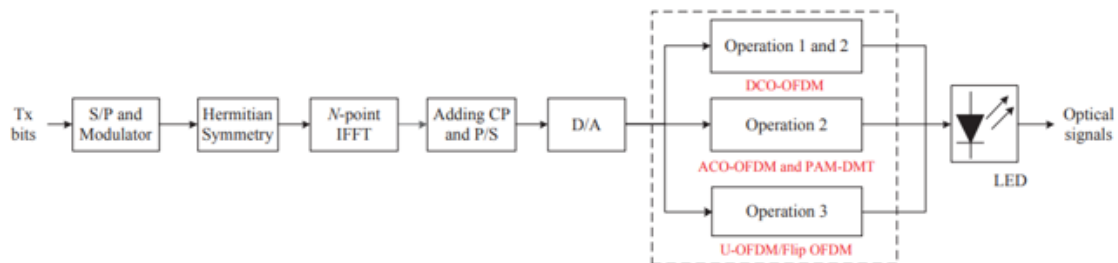 Tx
bits
S/P and
Modulator
Hermitian
Symmetry
N-point
IFFT
Adding CP
and P/S
D/A
Operation 1 and 2
DCO-OFDM
Operation 2
ACO-OFDM and PAM-DMT
Operation 3
U-OFDM/Flip OFDM
LED
Optical
signals